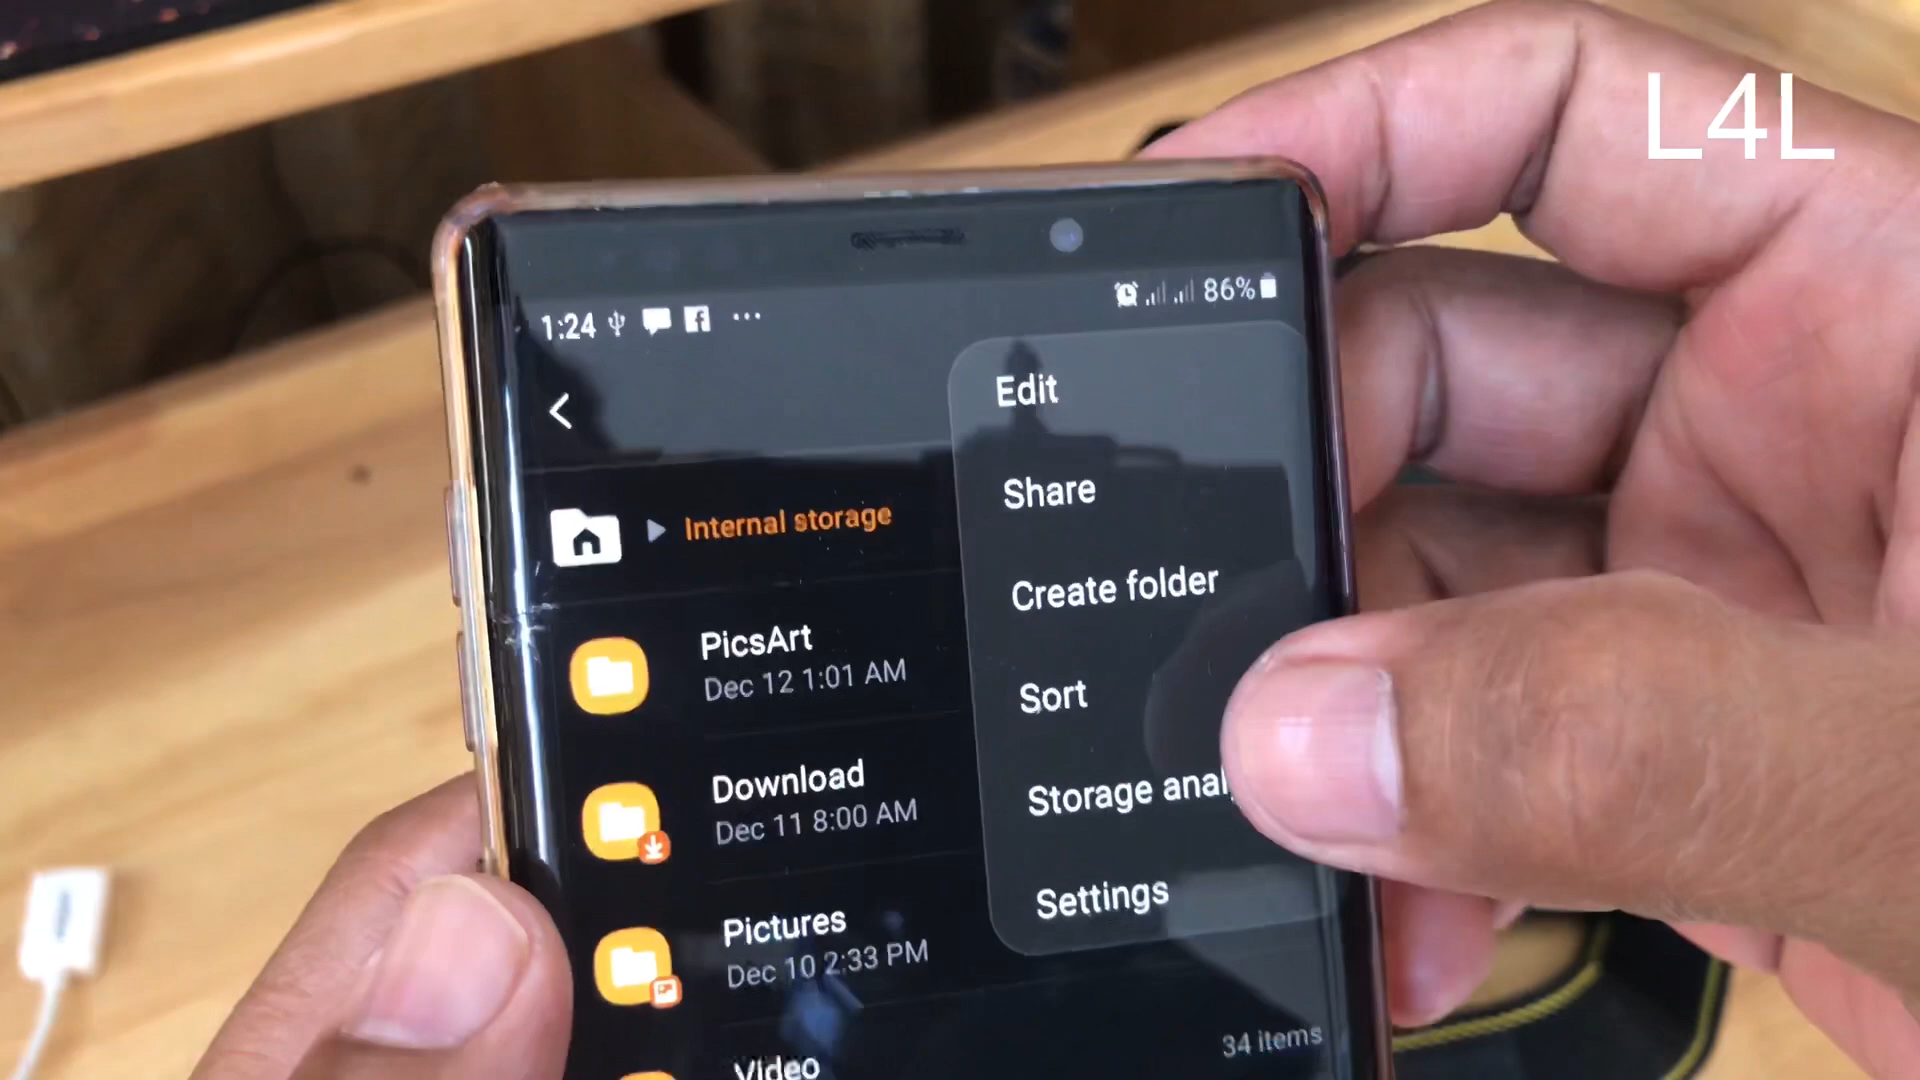 L4L
1:24
86%
Edit
Share
Internal storage
Create folder
PicsArt
Dec 12 1:01 AM
Sort
Download
Dec 11 8:00 AM
Storage
Settings
Pictures
Dec 10 2:33 PM
34 items
Video